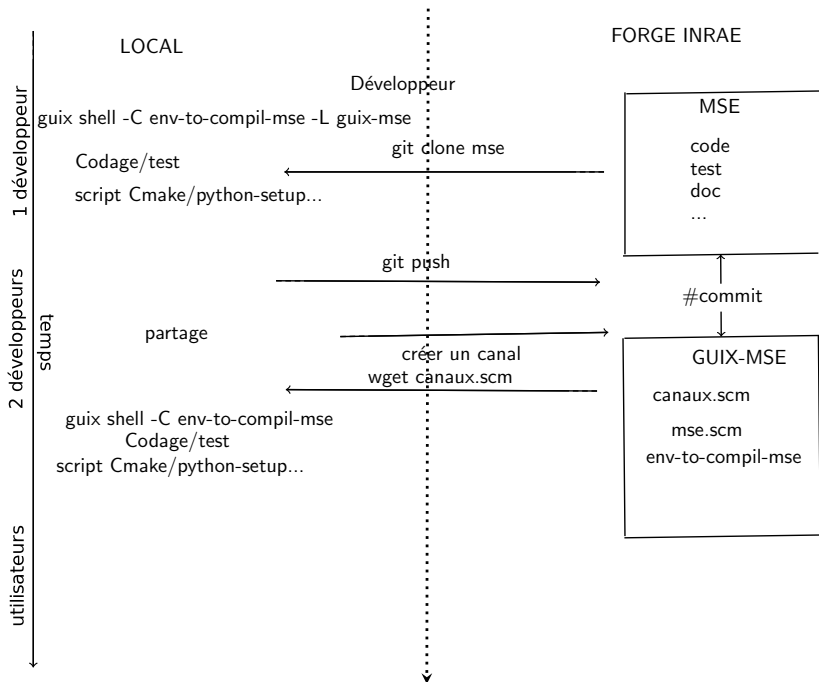 LOCAL
FORGE INRAE
Développeur
1 développeur
guix shell -C env-to-compil-mse -L guix-mse
MSE
git clone mse
code
Codage/test
test
script Cmake/python-setup...
doc
...
git push
#commit
2 développeurs
temps
partage
créer un canal
GUIX-MSE
wget canaux.scm
canaux.scm
guix shell -C env-to-compil-mse
mse.scm
Codage/test
env-to-compil-mse
script Cmake/python-setup...
utilisateurs